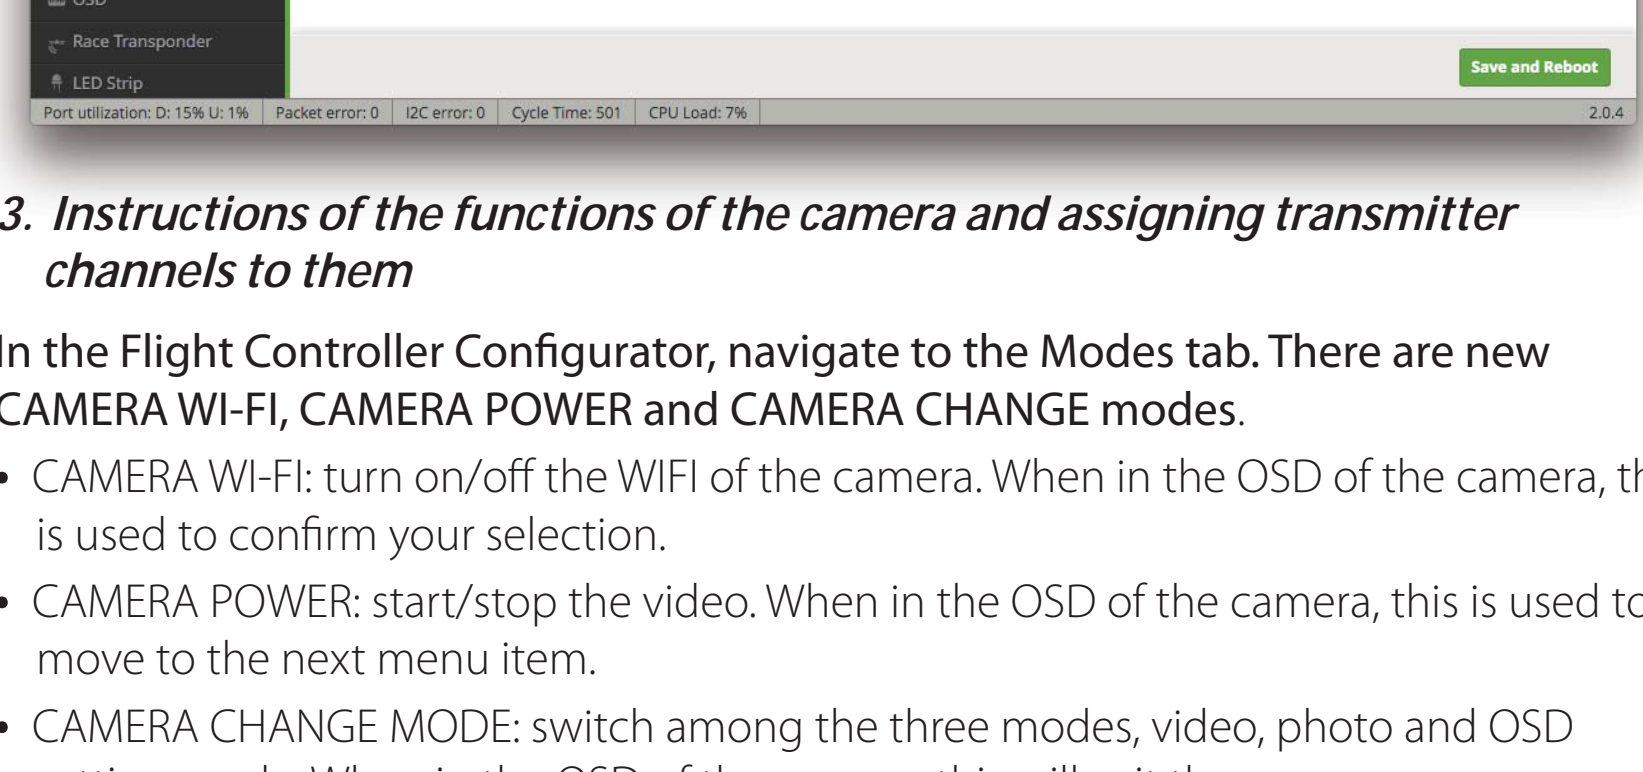 OSD
Race Transponder
LED Strip
Save and Reboot
Port utilization: D: 15% U: 1% Packet error: 0 I2C error: 0 Cycle Time: 501 CPU Load: 7% 2.0.4
3. Instructions of the functions of the camera and assigning transmitter
channels to them
In the Flight Controller Configurator, navigate to the Modes tab. There are new
CAMERA WI-FI, CAMERA POWER and CAMERA CHANGE modes.
• CAMERA WI-FI: turn on/off the WIFI of the camera. When in the OSD of the camera, th
is used to confirm your selection.
• CAMERA POWER: start/stop the video. When in the OSD of the camera, this is used to
move to the next menu item.
• CAMERA CHANGE MODE: switch among the three modes, video, photo and OSD
When in the OSD of the